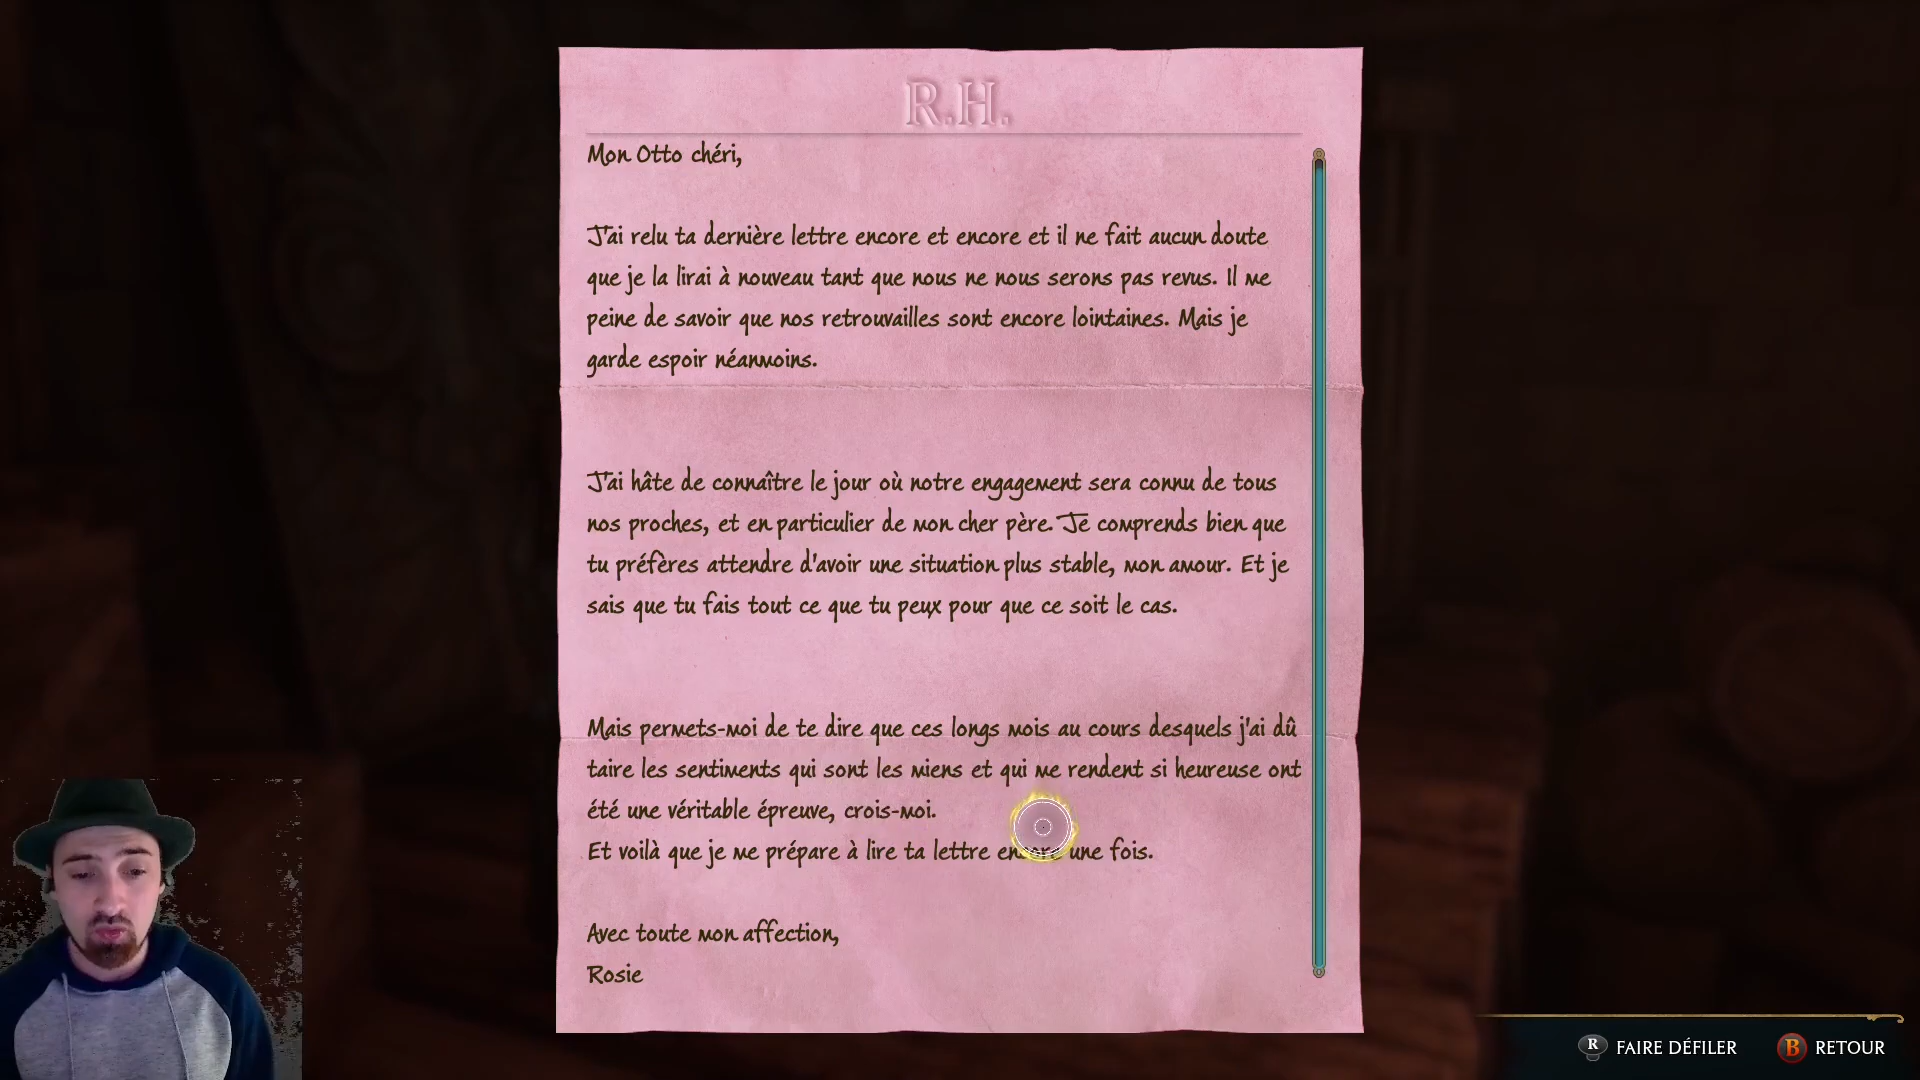 R.H.
Mon Otto chéri,
J'ai relu ta dernière lettre encore et encore et il ne fait aucun doute
que je la lirai à nouveau tant que nous ne nous serons pas revus. Il me
peine de savoir que nos retrouvailles sont encore lointaines. Mais je
garde espoir néanmoins.
J'ai hâte de connaître le jour où notre engagement sera connu de tous
nos proches, et en particulier de mon cher père. Je comprends bien que
tu préfères attendre d'avoir une situation plus stable, mon amour. Et je
sais que tu fais tout ce que tu peux pour que ce soit le cas.
Mais permets-moi de te dire que ces longs mois au cours desquels j'ai dû
taire les sentiments qui sont les miens et qui me rendent si heureuse ont
été une véritable épreuve, crois-moi.
Et voilà que je me prépare à lire ta lettre encore une fois.
Avec toute mon affection,
Rosie
R FAIRE DÉFILER B RETOUR